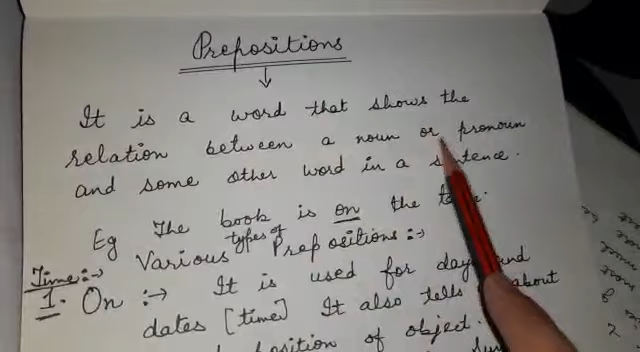 Prepositions
↓
It is a word that shows the
relation between a noun or pronoun
and some other word in a sentence.
Eg The book is on the
Various types of Prepositions :→
Time :→
1. On :→ It is used for days and
dates [time] It also tells about
position of object.